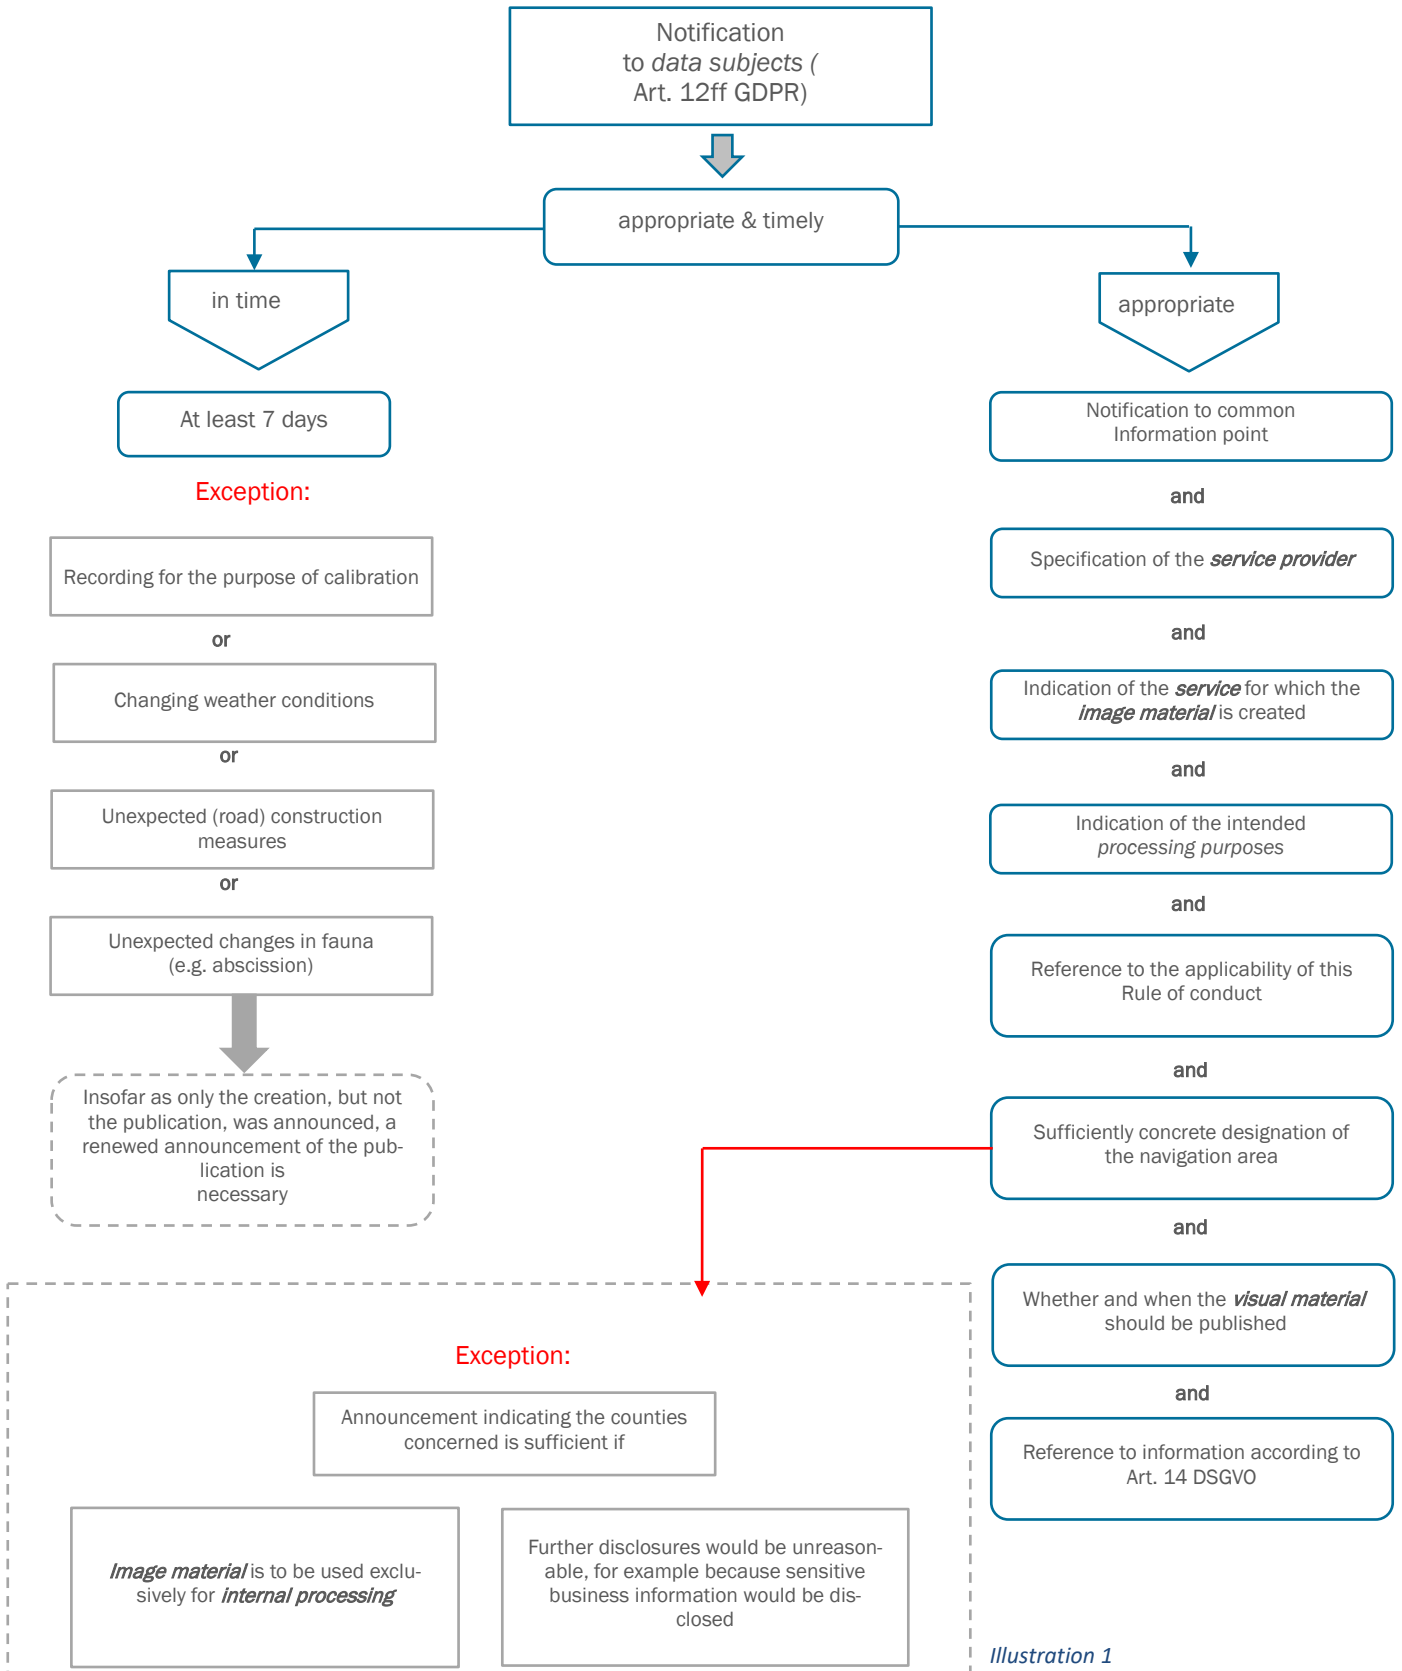 Notification
to data subjects (
Art. 12ff GDPR)
appropriate & timely
in time
At least 7 days
Exception:
Recording for the purpose of calibration
or
Changing weather conditions
or
Unexpected (road) construction
measures
or
Unexpected changes in fauna
(e.g. abscission)
Insofar as only the creation, but not
the publication, was announced, a
renewed announcement of the pub-
lication is
necessary
appropriate
Notification to common
Information point
and
Specification of the service provider
and
Indication of the service for which the
image material is created
and
Indication of the intended
processing purposes
and
Reference to the applicability of this
Rule of conduct
and
Sufficiently concrete designation of
the navigation area
and
Whether and when the visual material
should be published
and
Reference to information according to
Art. 14 DSGVO
Exception:
Announcement indicating the counties
concerned is sufficient if
Image material is to be used exclu-
sively for internal processing
Further disclosures would be unreason-
able, for example because sensitive
business information would be dis-
closed
Illustration 1